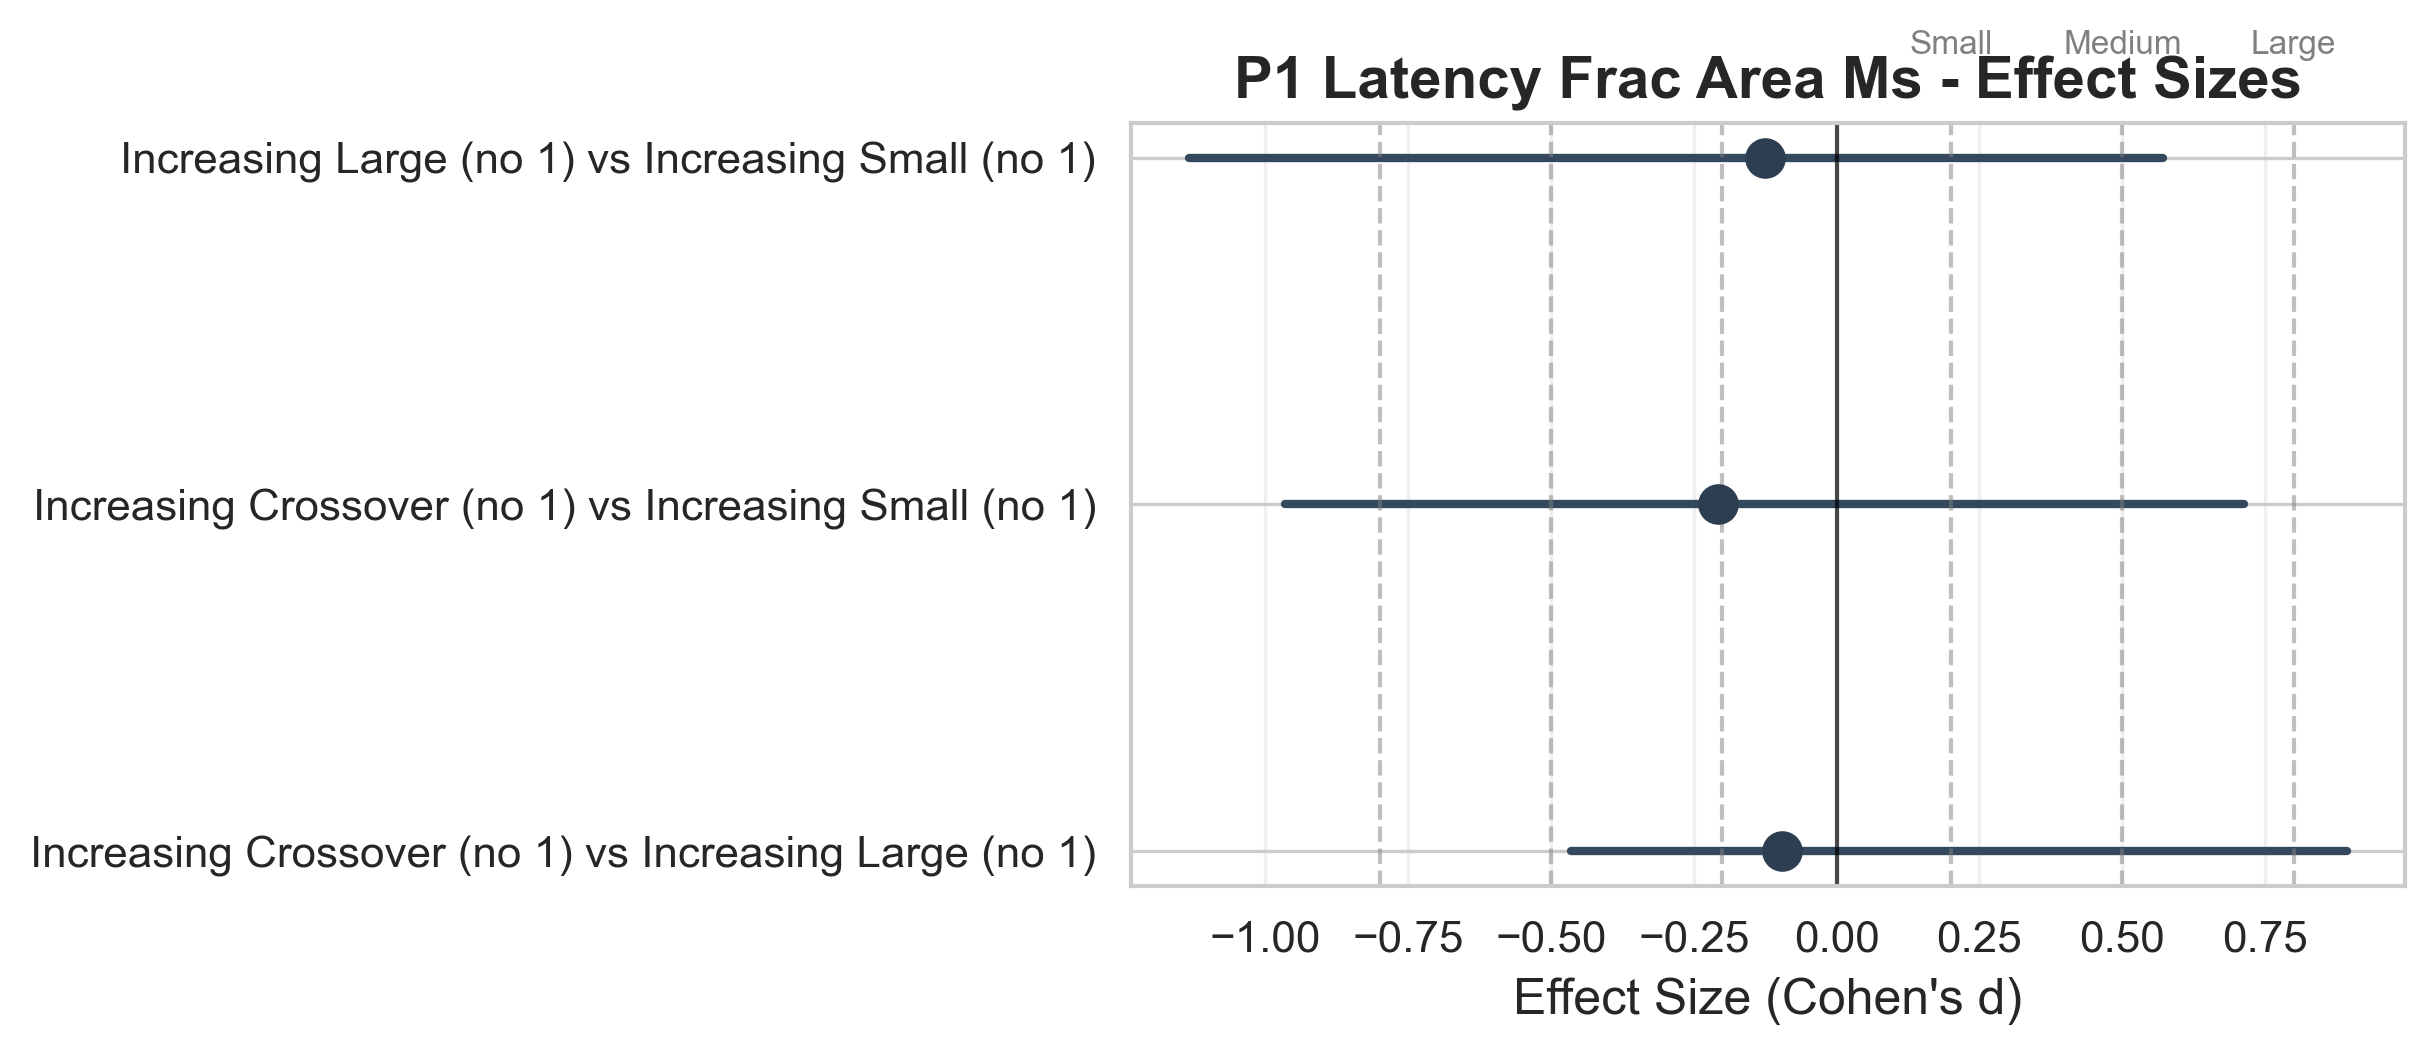 Small Medium Large
P1 Latency Frac Area Ms - Effect Sizes
Increasing Large (no 1) vs Increasing Small (no 1)
Increasing Crossover (no 1) vs Increasing Small (no 1)
Increasing Crossover (no 1) vs Increasing Large (no 1)
−1.00 −0.75 −0.50 −0.25 0.00 0.25 0.50 0.75
Effect Size (Cohen's d)